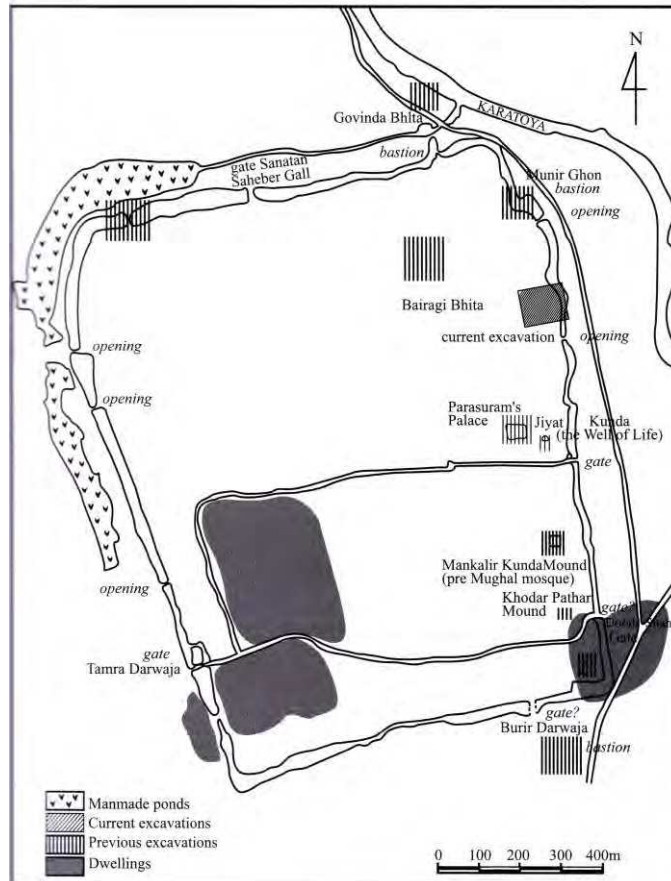 N
KARATOYA
Govinda Bhita
bastion
gate Sanatan
Saheber Gall
Munir Ghon
bastion
opening
Bairagi Bhita
current excavation
opening
opening
opening
Parasuram's
Palace
Jiyat Kunda
(the Well of Life)
gate
Mankalir KundaMound
(pre Mughal mosque)
Khodar Pathar
Mound
opening
gate?
Gate
gate
Tamra Darwaja
gate?
Burir Darwaja
bastion
Manmade ponds
Current excavations
Previous excavations
Dwellings
0 100 200 300 400m